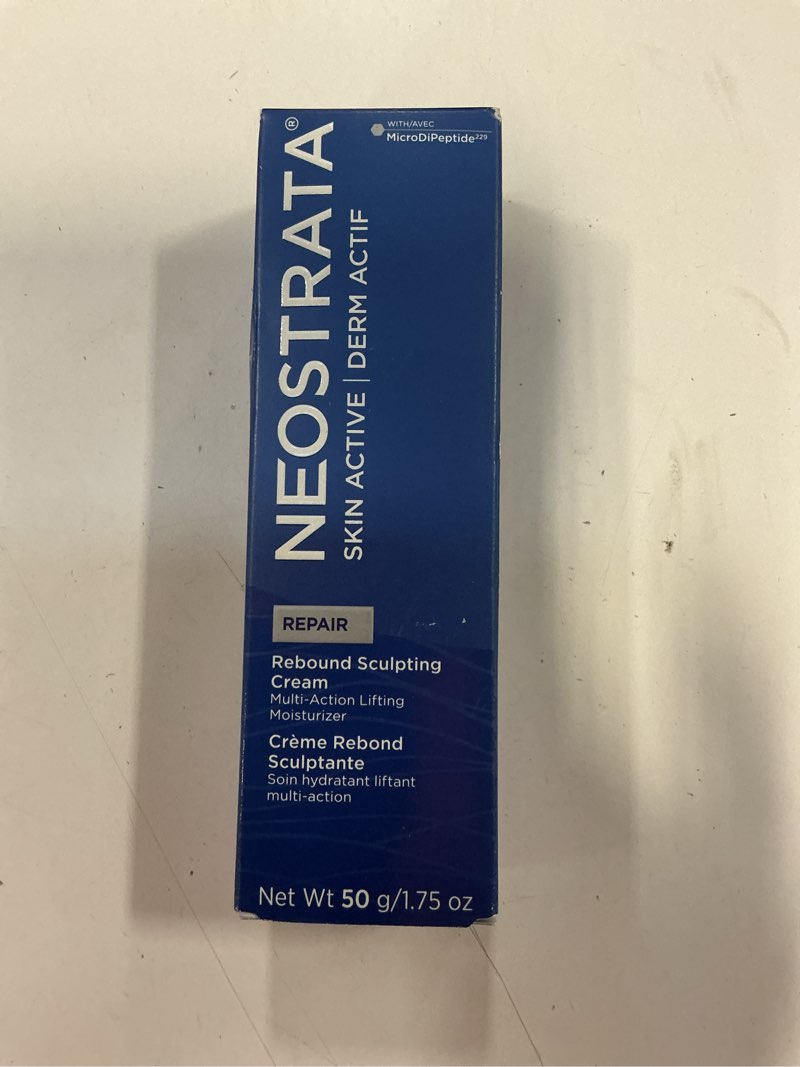 WITH/AVEC
MicroDiPeptide²²⁹
NEOSTRATA®
SKIN ACTIVE | DERM ACTIF
REPAIR
Rebound Sculpting
Cream
Multi-Action Lifting
Moisturizer
Crème Rebond
Sculptante
Soin hydratant liftant
multi-action
Net Wt 50 g/1.75 oz